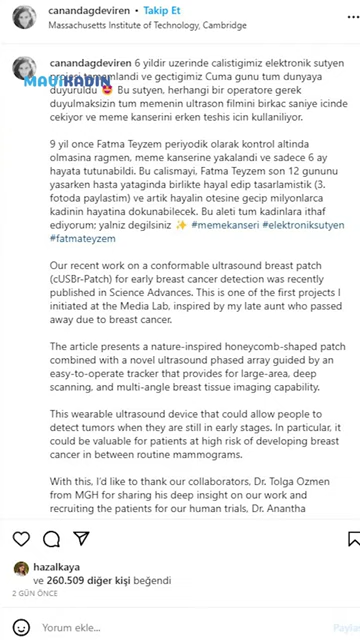 canandagdeviren • Takip Et
Massachusetts Institute of Technology, Cambridge
canandagdeviren 6 yildir uzerinde calistigimiz elektronik sutyen
projesi tamamlandi ve gectigimiz Cuma gunu tum dunyaya
MAVİKADIN
duyuruldu 🤩 Bu sutyen, herhangi bir operatore gerek
duyulmaksizin tum memenin ultrason filmini birkac saniye icinde
cekiyor ve meme kanserini erken teshis icin kullaniliyor.
9 yil once Fatma Teyzem periyodik olarak kontrol altinda
olmasina ragmen, meme kanserine yakalandi ve sadece 6 ay
hayata tutunabildi. Bu calismayi, Fatma Teyzem son 12 gununu
yasarken hasta yataginda birlikte hayal edip tasarlamistik (3.
fotoda paylastim) ve artik hayalin otesine gecip milyonlarca
kadinin hayatina dokunabilecek. Bu aleti tum kadinlara ithaf
ediyorum; yalniz degilsiniz ✨ #memekanseri #elektroniksutyen
#fatmateyzem
Our recent work on a conformable ultrasound breast patch
(cUSBr-Patch) for early breast cancer detection was recently
published in Science Advances. This is one of the first projects I
initiated at the Media Lab, inspired by my late aunt who passed
away due to breast cancer.
The article presents a nature-inspired honeycomb-shaped patch
combined with a novel ultrasound phased array guided by an
easy-to-operate tracker that provides for large-area, deep
scanning, and multi-angle breast tissue imaging capability.
This wearable ultrasound device that could allow people to
detect tumors when they are still in early stages. In particular, it
could be valuable for patients at high risk of developing breast
cancer in between routine mammograms.
With this, I'd like to thank our collaborators, Dr. Tolga Ozmen
from MGH for sharing his deep insight on our work and
recruiting the patients for our human trials, Dr. Anantha
hazalkaya
ve 260.509 diğer kişi beğendi
2 GÜN ÖNCE
Yorum ekle...
Paylaş